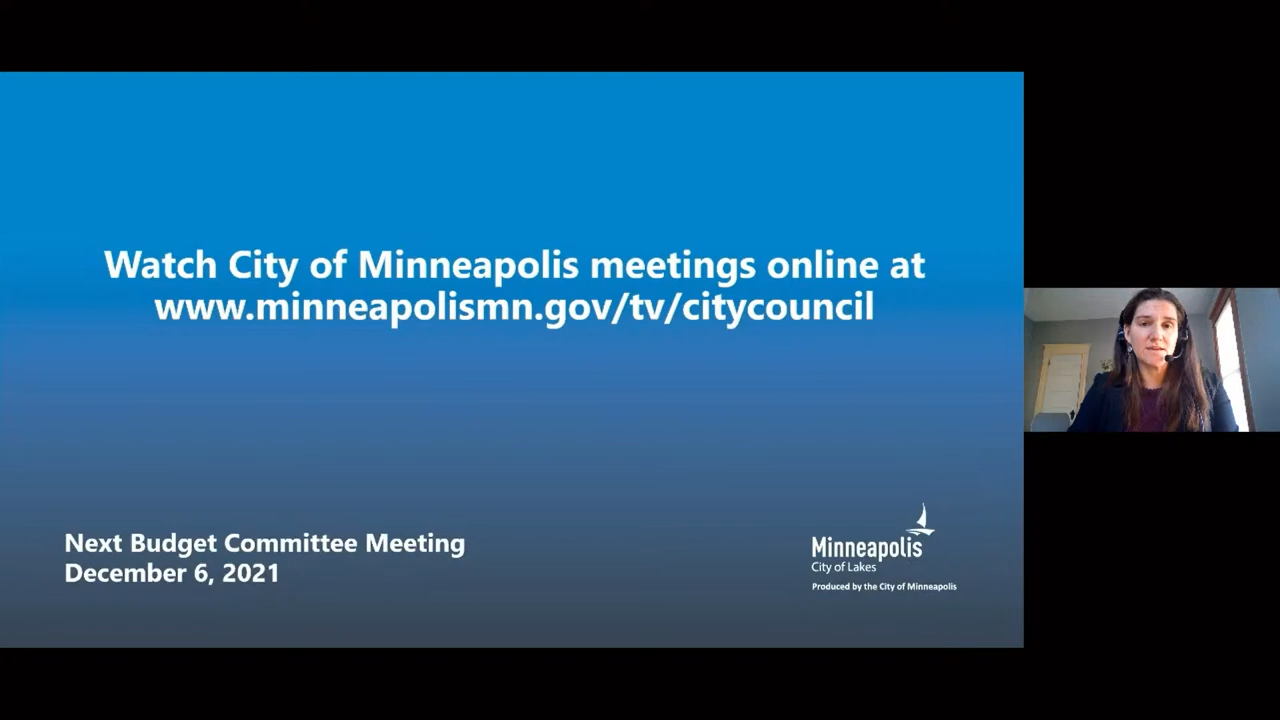 Watch City of Minneapolis meetings online at
www.minneapolismn.gov/tv/citycouncil
Next Budget Committee Meeting
December 6, 2021
Minneapolis
City of Lakes
Produced by the City of Minneapolis